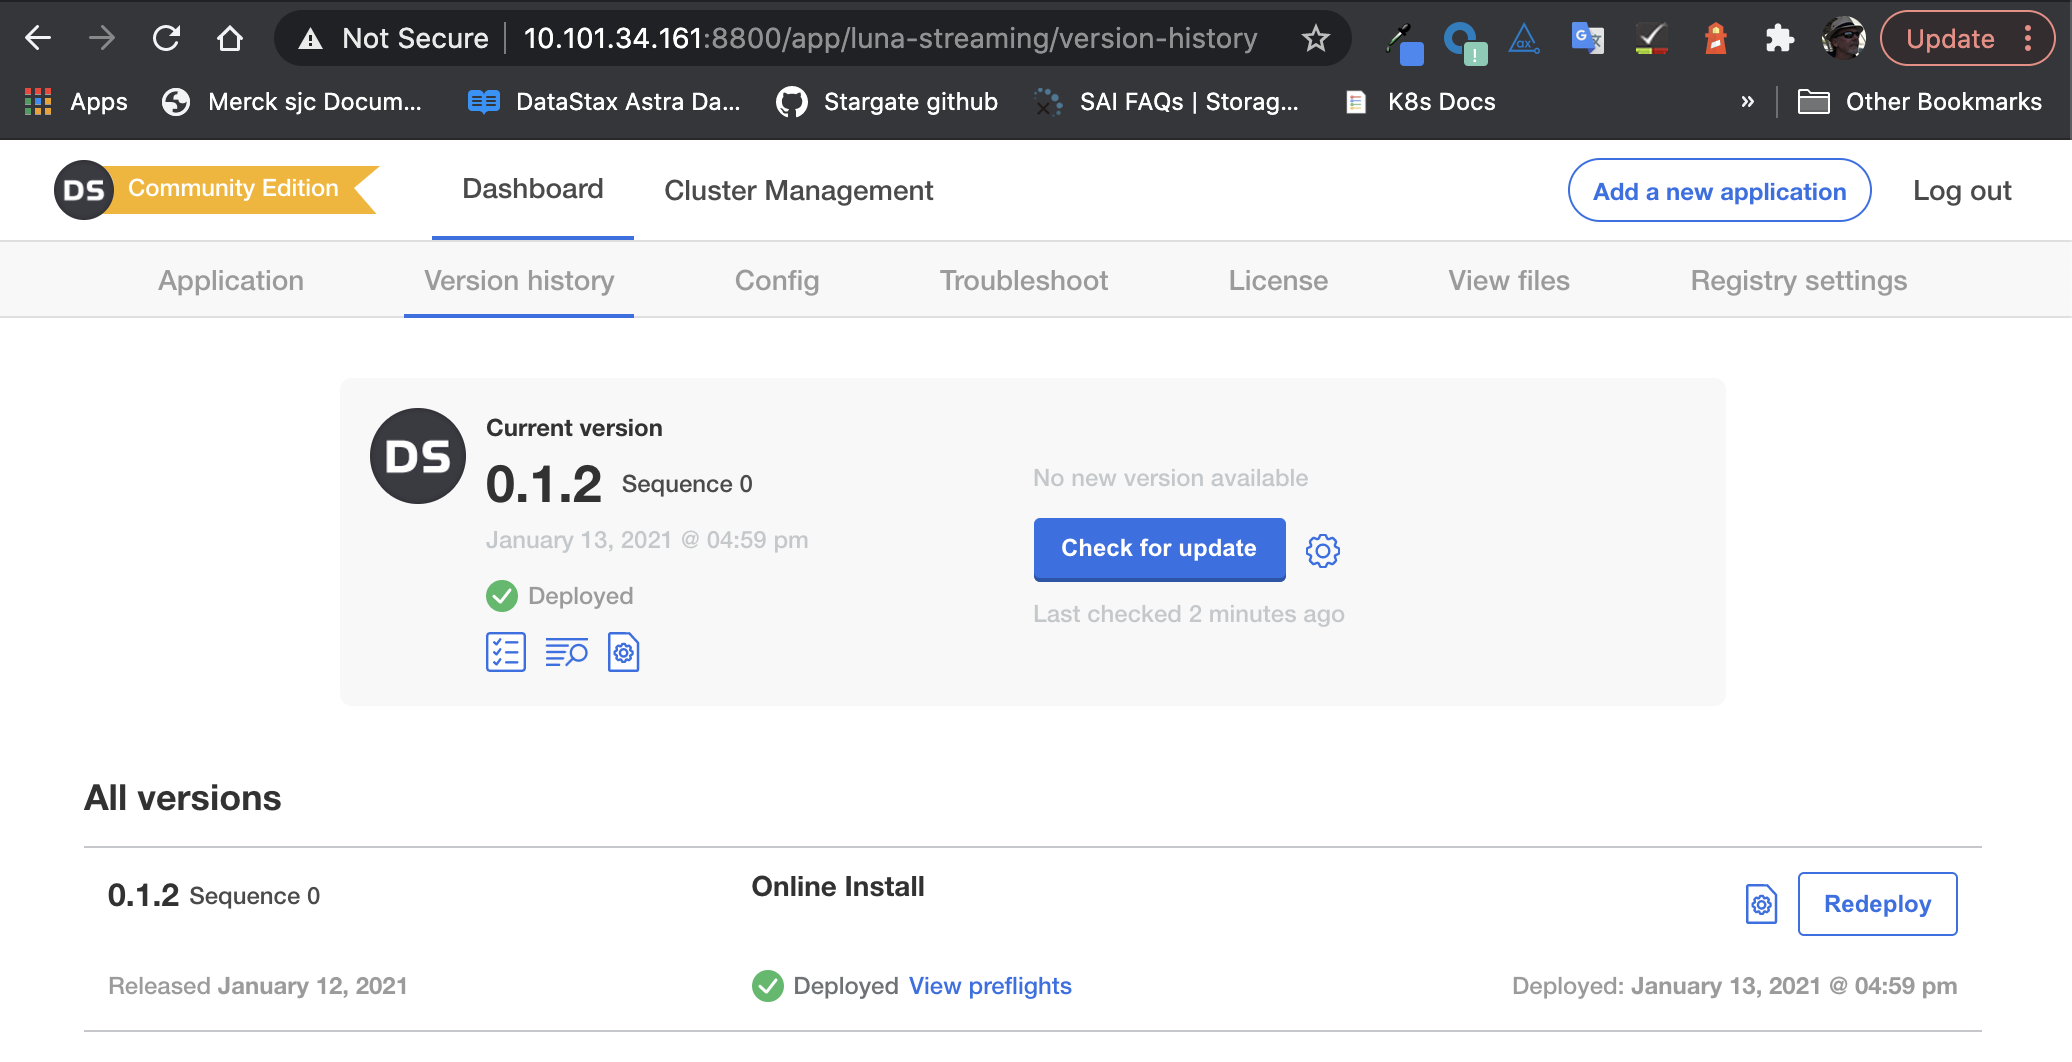 Not Secure 10.101.34.161:8800/app/luna-streaming/version-history ! ax G Update
Apps Merck sjc Docum... DataStax Astra Da... Stargate github SAI FAQs | Storag... K8s Docs » Other Bookmarks
DS Community Edition Dashboard Cluster Management Add a new application Log out
Application Version history Config Troubleshoot License View files Registry settings
DS
Current version
0.1.2 Sequence 0
January 13, 2021 @ 04:59 pm
Deployed
No new version available
Check for update
Last checked 2 minutes ago
All versions
0.1.2 Sequence 0 Online Install Redeploy
Released January 12, 2021 Deployed View preflights Deployed: January 13, 2021 @ 04:59 pm